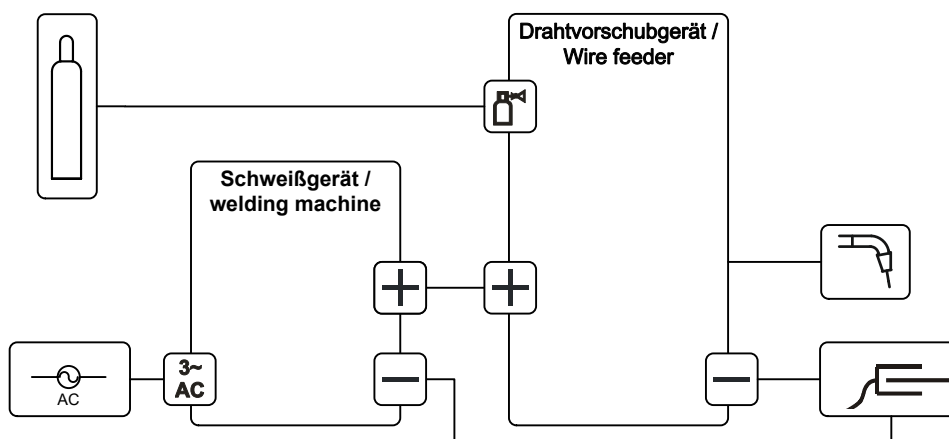 Drahtvorschubgerät /
Wire feeder
Schweißgerät /
welding machine
3~
AC
AC